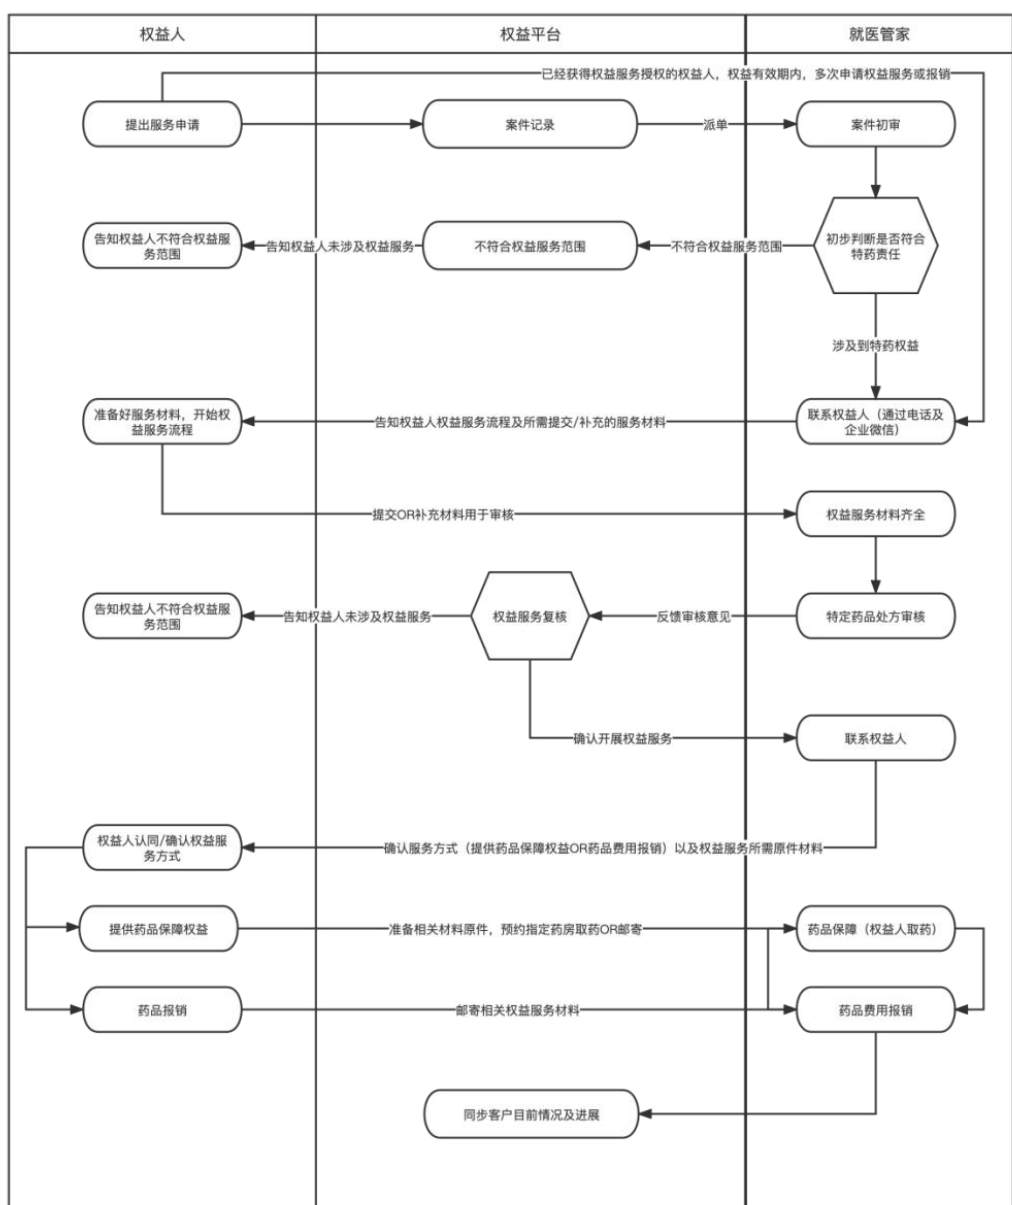 权益人
权益平台
就医管家
已经获得权益服务授权的权益人，权益有效期内，多次申请权益服务或报销
提出服务申请
案件记录
派单
案件初审
告知权益人不符合权益服
务范围
告知权益人未涉及权益服务
不符合权益服务范围
不符合权益服务范围
初步判断是否符合
特药责任
涉及到特药权益
准备好服务材料，开始权
益服务流程
告知权益人权益服务流程及所需提交/补充的服务材料
联系权益人（通过电话及
企业微信）
提交OR补充材料用于审核
权益服务材料齐全
告知权益人不符合权益服
务范围
告知权益人未涉及权益服务
权益服务复核
反馈审核意见
特定药品处方审核
确认开展权益服务
联系权益人
权益人认同/确认权益服
务方式
确认服务方式（提供药品保障权益OR药品费用报销）以及权益服务所需原件材料
提供药品保障权益
准备相关材料原件，预约指定药房取药OR邮寄
药品保障（权益人取药）
药品报销
邮寄相关权益服务材料
药品费用报销
同步客户目前情况及进展